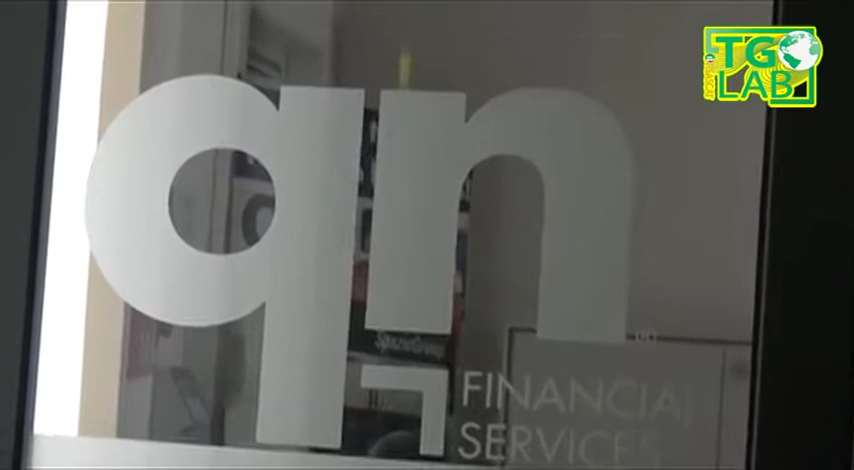 qn
FINANCIAL
SERVICES
TG
LAB